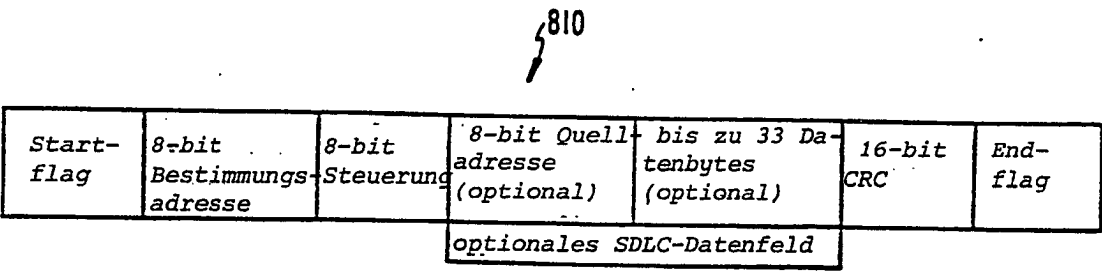 810
Start-
flag
8-bit
Bestimmungs-
adresse
8-bit
Steuerung
8-bit Quell-
adresse
(optional)
bis zu 33 Da-
tenbytes
(optional)
16-bit
CRC
End-
flag
optionales SDLC-Datenfeld